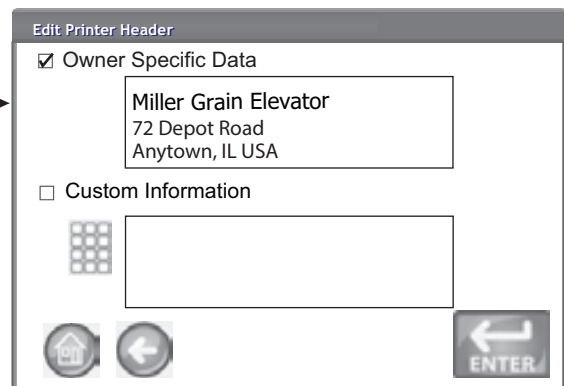 Edit Printer Header
Owner Specific Data
Miller Grain Elevator
72 Depot Road
Anytown, IL USA
Custom Information
ENTER